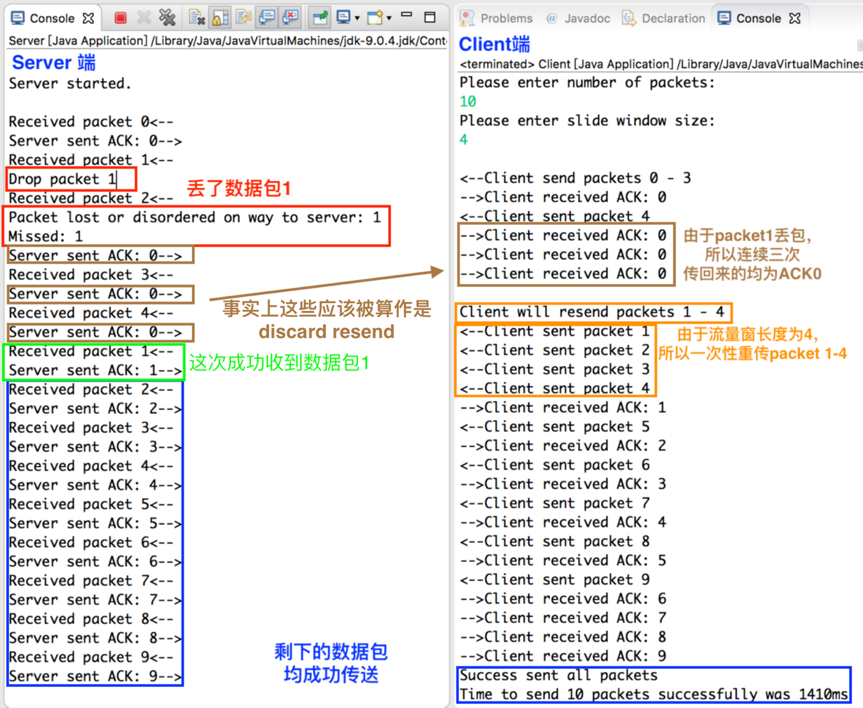 Console
Server [Java Application] /Library/Java/JavaVirtualMachines/jdk-9.0.4.jdk/Cont
Server 端
Server started.
Received packet 0<--
Server sent ACK: 0-->
Received packet 1<--
Drop packet 1
丢了数据包1
Received packet 2<--
Packet lost or disordered on way to server: 1
Missed: 1
Server sent ACK: 0-->
Received packet 3<--
Server sent ACK: 0-->
Received packet 4<--
Server sent ACK: 0-->
事实上这些应该被算作是
discard resend
Received packet 1<--
Server sent ACK: 1-->
这次成功收到数据包1
Received packet 2<--
Server sent ACK: 2-->
Received packet 3<--
Server sent ACK: 3-->
Received packet 4<--
Server sent ACK: 4-->
Received packet 5<--
Server sent ACK: 5-->
Received packet 6<--
Server sent ACK: 6-->
Received packet 7<--
Server sent ACK: 7-->
Received packet 8<--
Server sent ACK: 8-->
Received packet 9<--
Server sent ACK: 9-->
剩下的数据包
均成功传送
Problems @ Javadoc Declaration Console
Client端
<terminated> Client [Java Application] /Library/Java/JavaVirtualMachines
Please enter number of packets:
10
Please enter slide window size:
4
<--Client send packets 0 - 3
-->Client received ACK: 0
<--Client sent packet 4
-->Client received ACK: 0
-->Client received ACK: 0
-->Client received ACK: 0
由于packet1丢包,
所以连续三次
传回来的均为ACK0
Client will resend packets 1 - 4
<--Client sent packet 1
<--Client sent packet 2
<--Client sent packet 3
<--Client sent packet 4
由于流量窗长度为4,
所以一次性重传packet 1-4
-->Client received ACK: 1
<--Client sent packet 5
-->Client received ACK: 2
<--Client sent packet 6
-->Client received ACK: 3
<--Client sent packet 7
-->Client received ACK: 4
<--Client sent packet 8
-->Client received ACK: 5
<--Client sent packet 9
-->Client received ACK: 6
-->Client received ACK: 7
-->Client received ACK: 8
-->Client received ACK: 9
Success sent all packets
Time to send 10 packets successfully was 1410ms